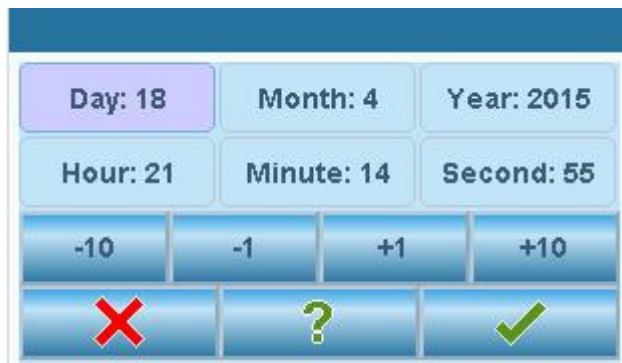 Day: 18 Month: 4 Year: 2015
Hour: 21 Minute: 14 Second: 55
-10 -1 +1 +10
?